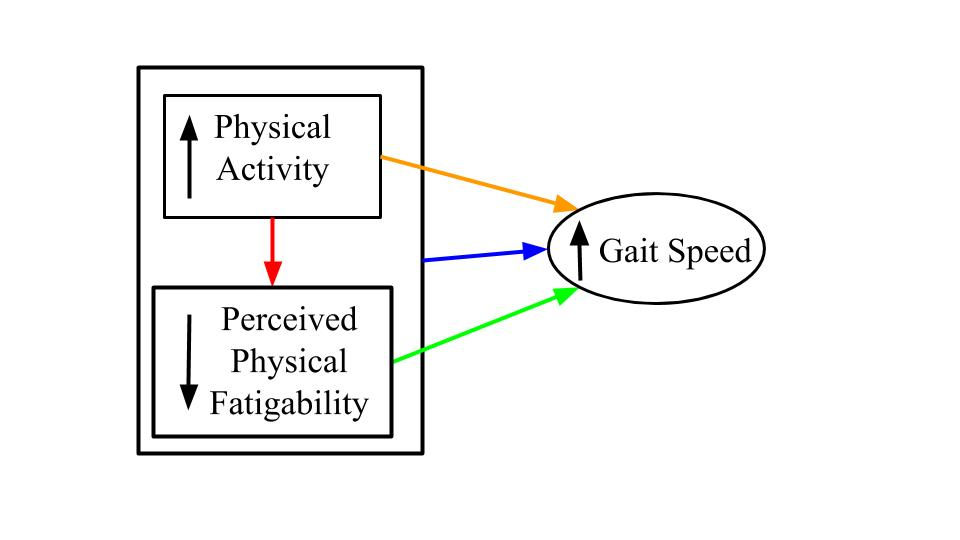 Physical
Activity
Gait Speed
Perceived
Physical
Fatigability